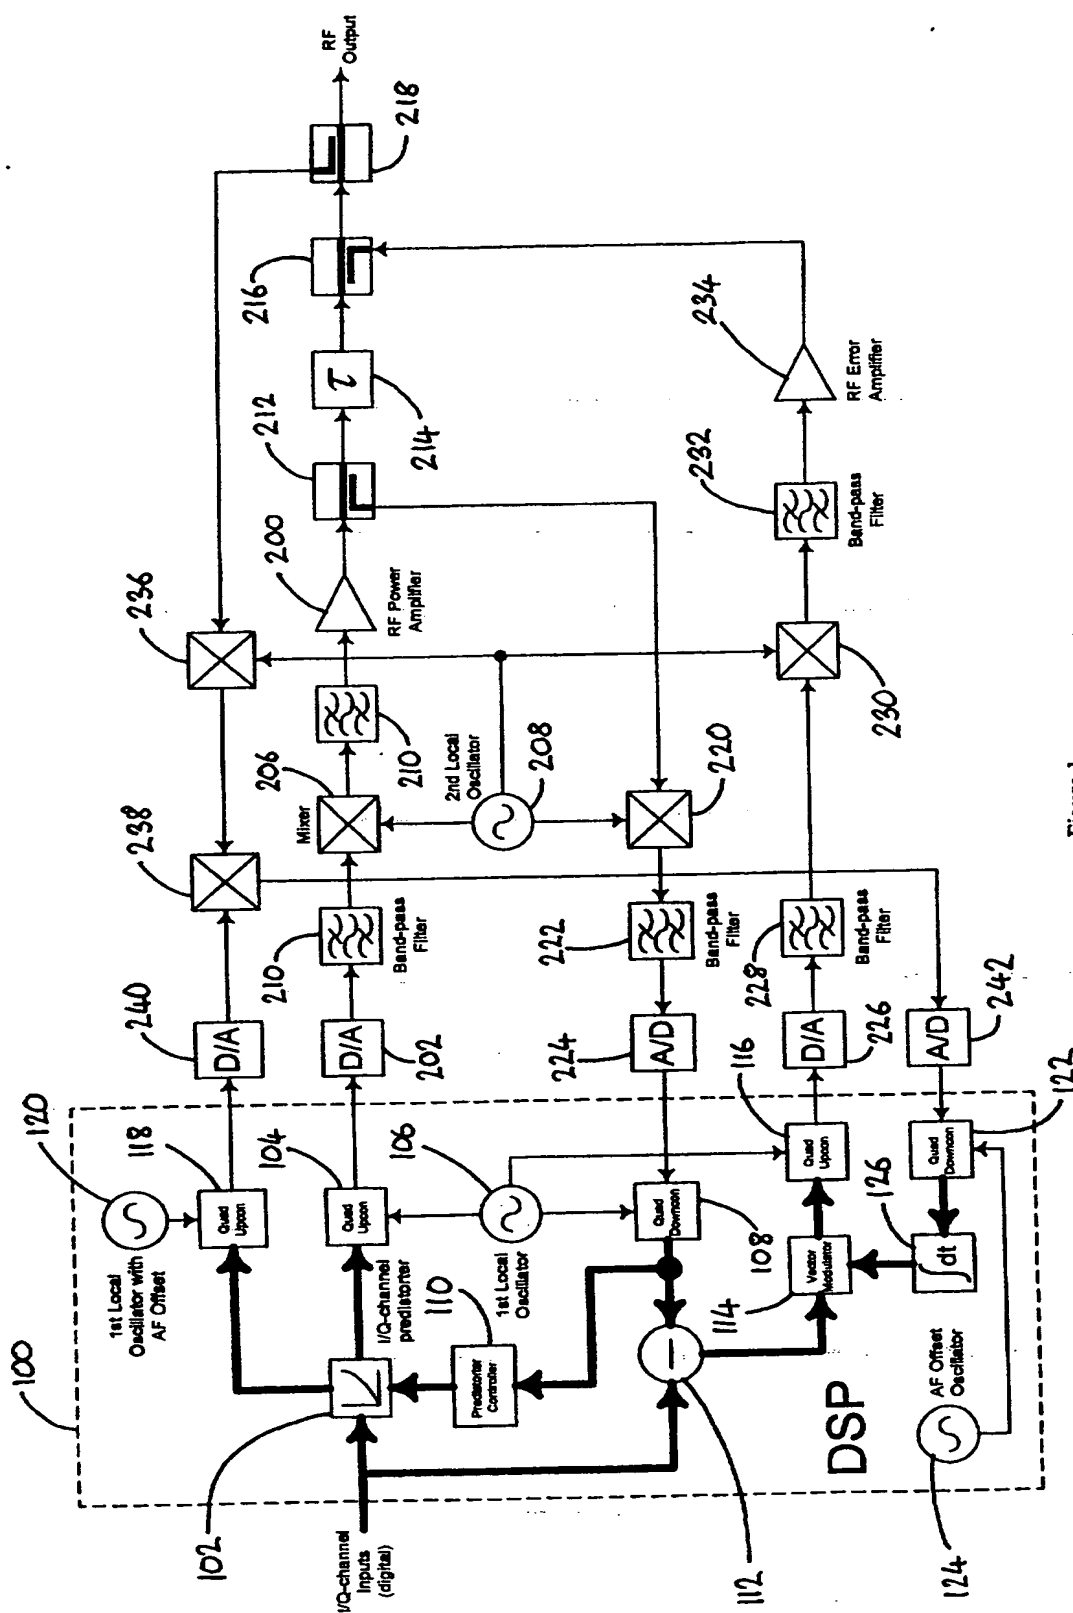 100
120
1st Local
Oscillator with
AF Offset
118
Quad
Upcon
240
D/A
238
236
102
I/Q-channel
Inputs
(digital)
I/Q-channel
predistorter
104
Quad
Upcon
202
D/A
210
Band-pass
Filter
206
Mixer
210
200
RF Power
Amplifier
212
214
τ
216
218
RF
Output
110
Predistorter
Controller
106
1st Local
Oscillator
2nd Local
Oscillator
208
112
108
Quad
Downcon
224
A/D
222
Band-pass
Filter
220
114
Vector
Modulator
116
Quad
Upcon
226
D/A
228
Band-pass
Filter
230
232
Band-pass
Filter
234
RF Error
Amplifier
DSP
124
AF Offset
Oscillator
126
∫dt
122
Quad
Downcon
242
A/D